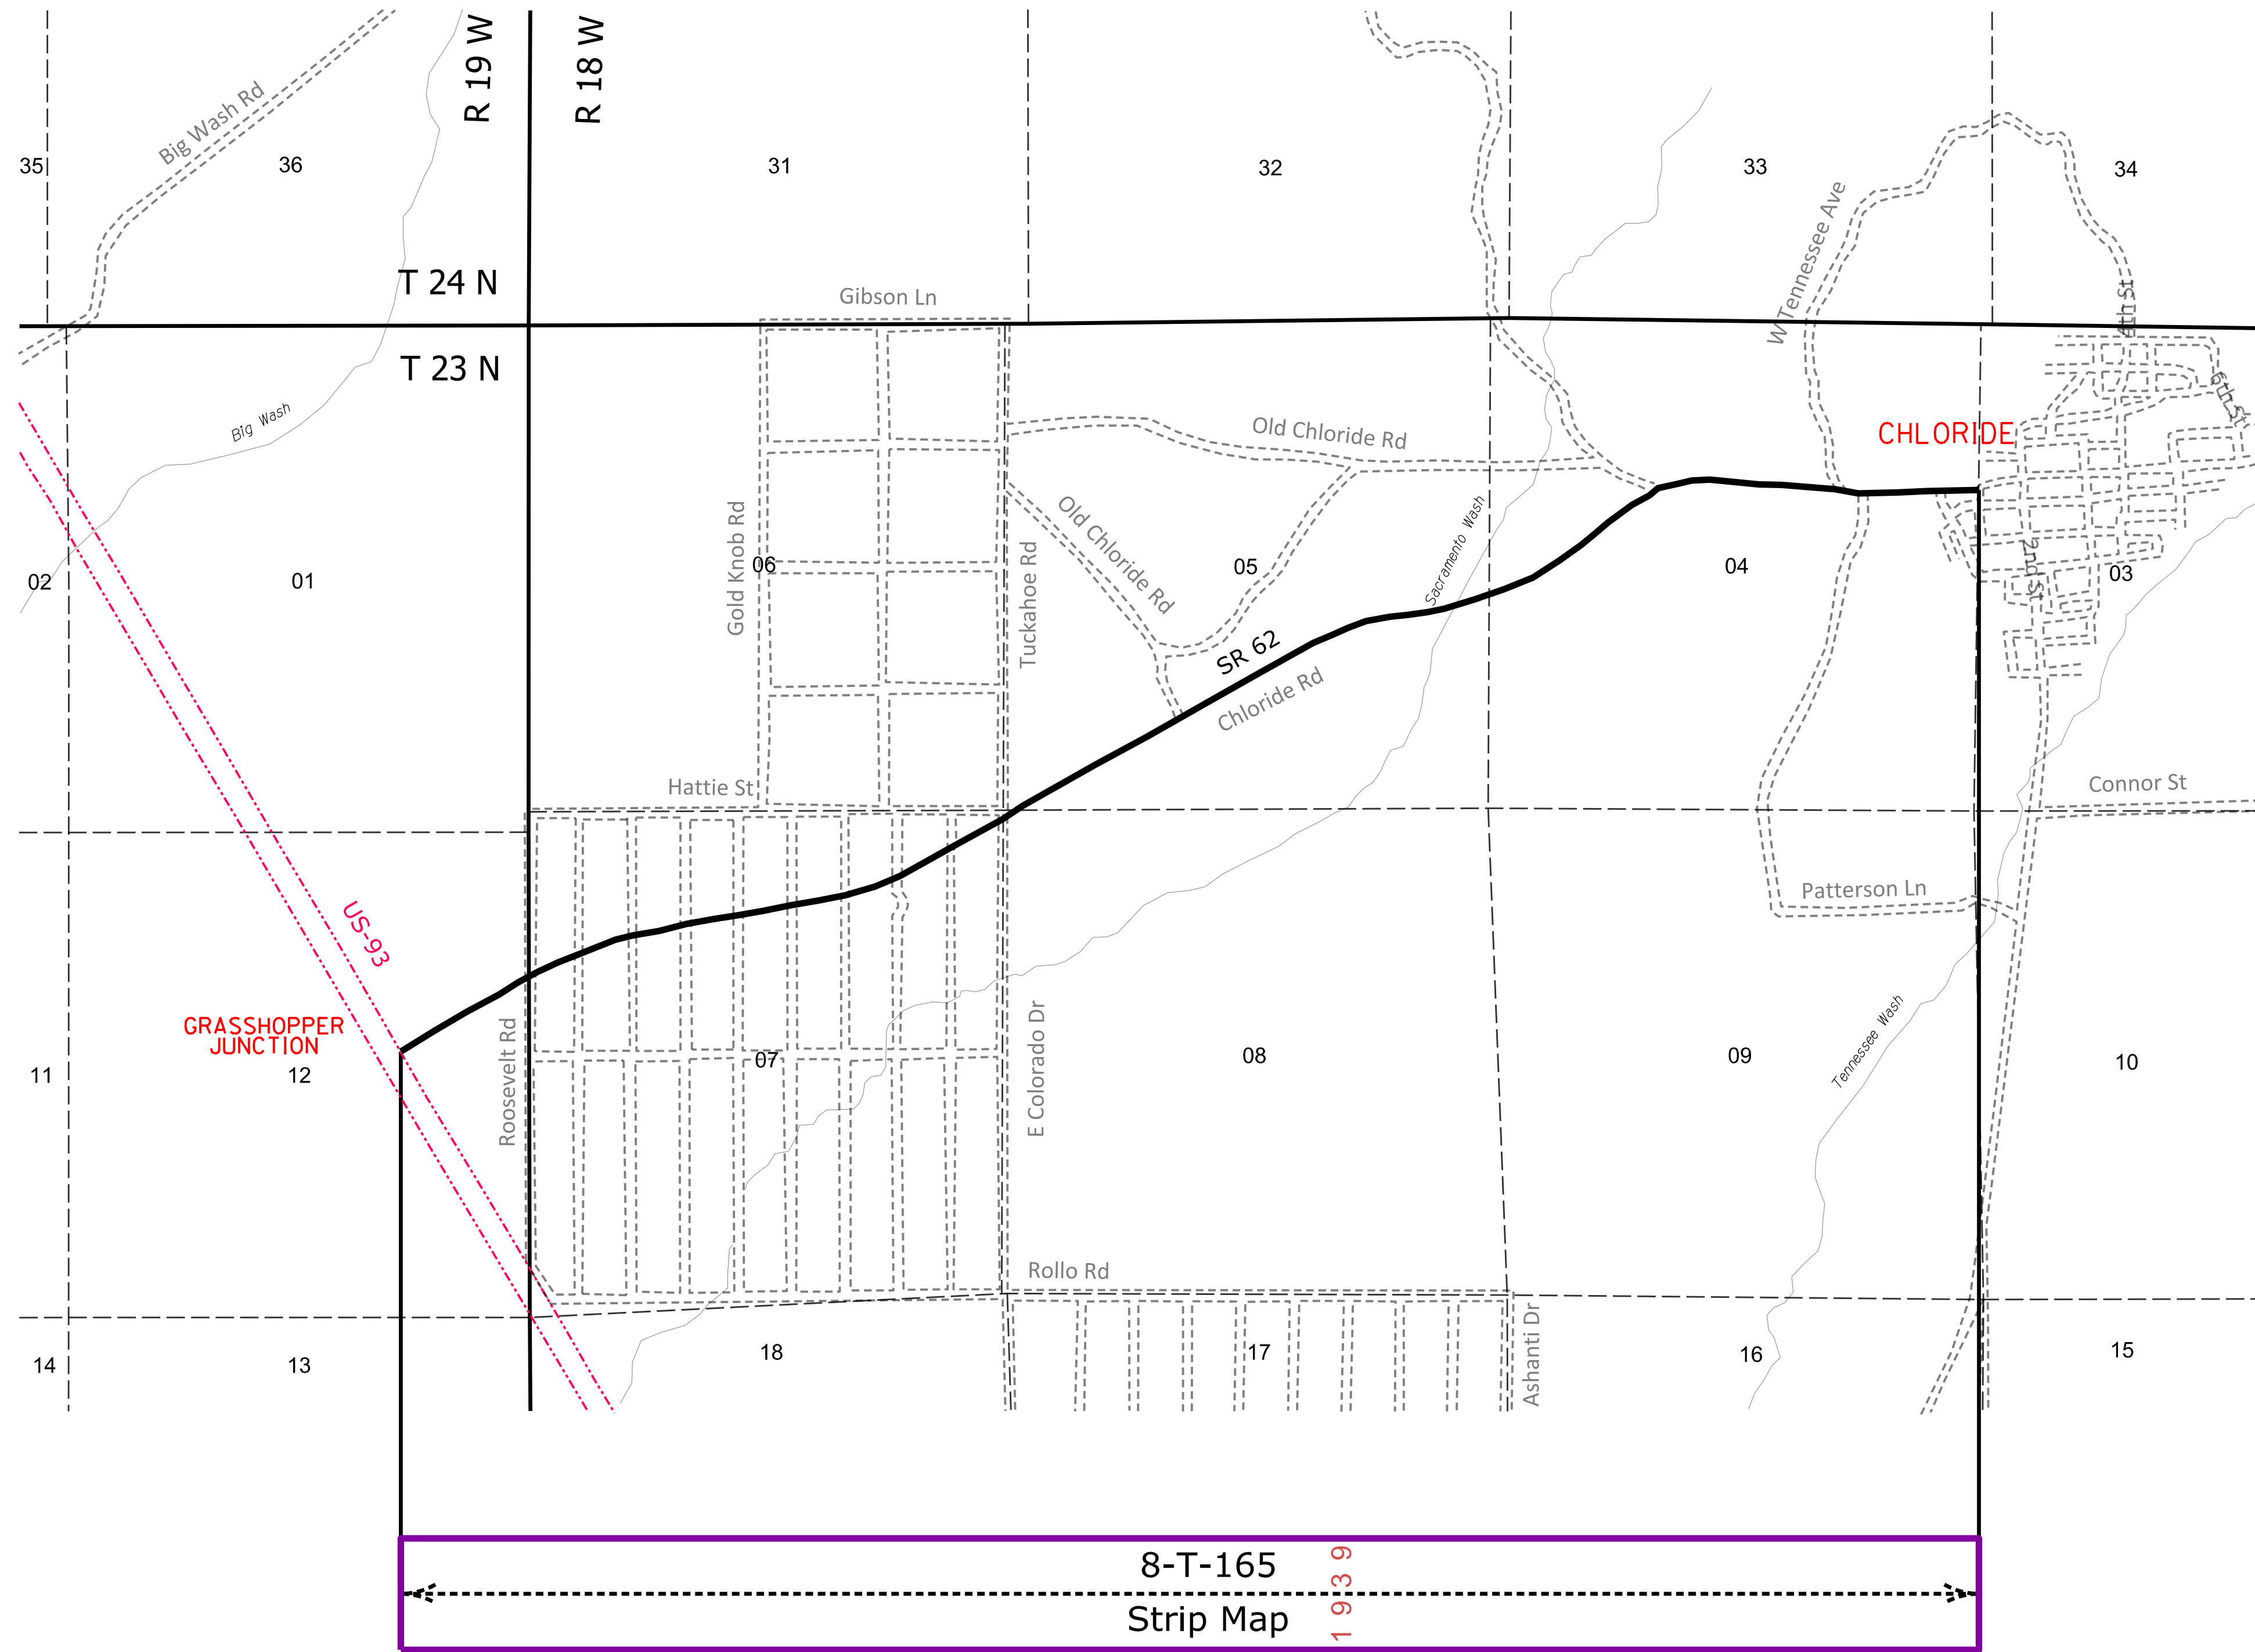 R 19 W
R 18 W
Big Wash Rd
35
36
31
32
33
34
W Tennessee Ave
T 24 N
Gibson Ln
4th St
T 23 N
6th St
Big Wash
Old Chloride Rd
CHLORIDE
Gold Knob Rd
Old Chloride Rd
Sacramento Wash
Tuckahoe Rd
2nd St
02
01
06
05
04
03
SR 62
Chloride Rd
Hattie St
Connor St
Patterson Ln
US-93
GRASSHOPPER
JUNCTION
Roosevelt Rd
E Colorado Dr
Tennessee Wash
11
12
07
08
09
10
Rollo Rd
Ashanti Dr
14
13
18
17
16
15
8-T-165
1939
Strip Map